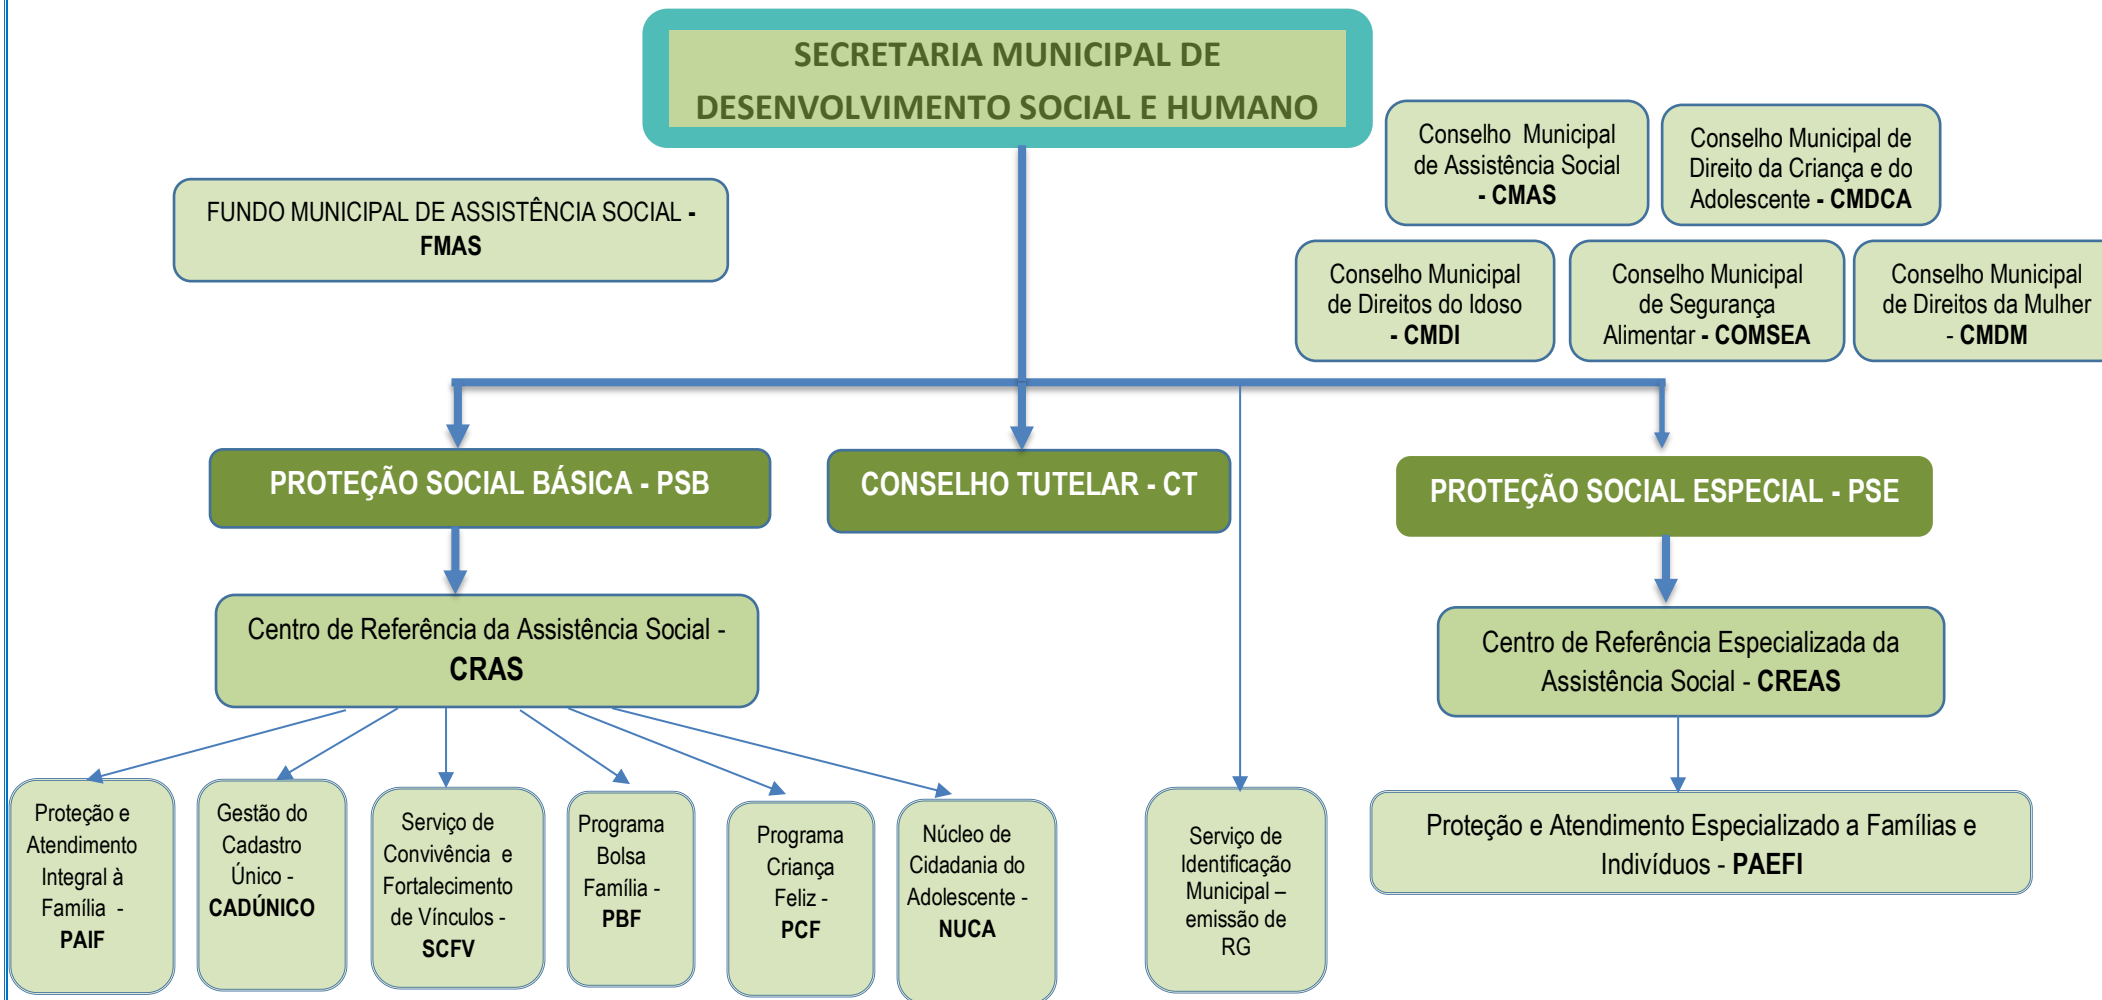 SECRETARIA MUNICIPAL DE
DESENVOLVIMENTO SOCIAL E HUMANO
Conselho Municipal
de Assistência Social
- CMAS
Conselho Municipal de
Direito da Criança e do
Adolescente - CMDCA
FUNDO MUNICIPAL DE ASSISTÊNCIA SOCIAL -
FMAS
Conselho Municipal
de Direitos do Idoso
- CMDI
Conselho Municipal
de Segurança
Alimentar - COMSEA
Conselho Municipal
de Direitos da Mulher
- CMDM
PROTEÇÃO SOCIAL BÁSICA - PSB
CONSELHO TUTELAR - CT
PROTEÇÃO SOCIAL ESPECIAL - PSE
Centro de Referência da Assistência Social -
CRAS
Centro de Referência Especializada da
Assistência Social - CREAS
Proteção e
Atendimento
Integral à
Família -
PAIF
Gestão do
Cadastro
Único -
CADÚNICO
Serviço de
Convivência e
Fortalecimento
de Vínculos -
SCFV
Programa
Bolsa
Família -
PBF
Programa
Criança
Feliz -
PCF
Núcleo de
Cidadania do
Adolescente -
NUCA
Serviço de
Identificação
Municipal –
emissão de
RG
Proteção e Atendimento Especializado a Famílias e
Indivíduos - PAEFI